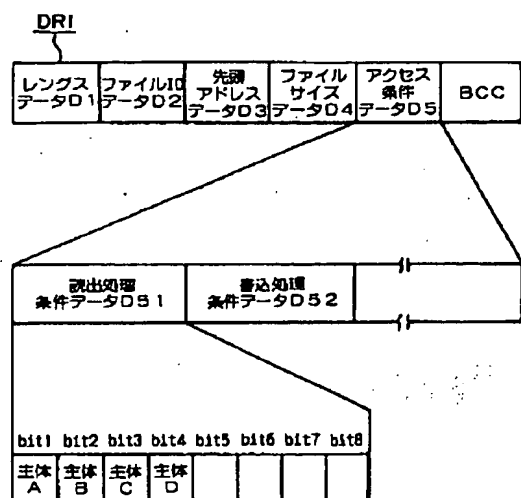 DRI
レングス
データD1
ファイルID
データD2
先頭
アドレス
データD3
ファイル
サイズ
データD4
アクセス
条件
データD5
BCC
読出処理
条件データD51
書込処理
条件データD52
bit1 bit2 bit3 bit4 bit5 bit6 bit7 bit8
主体
A
主体
B
主体
C
主体
D